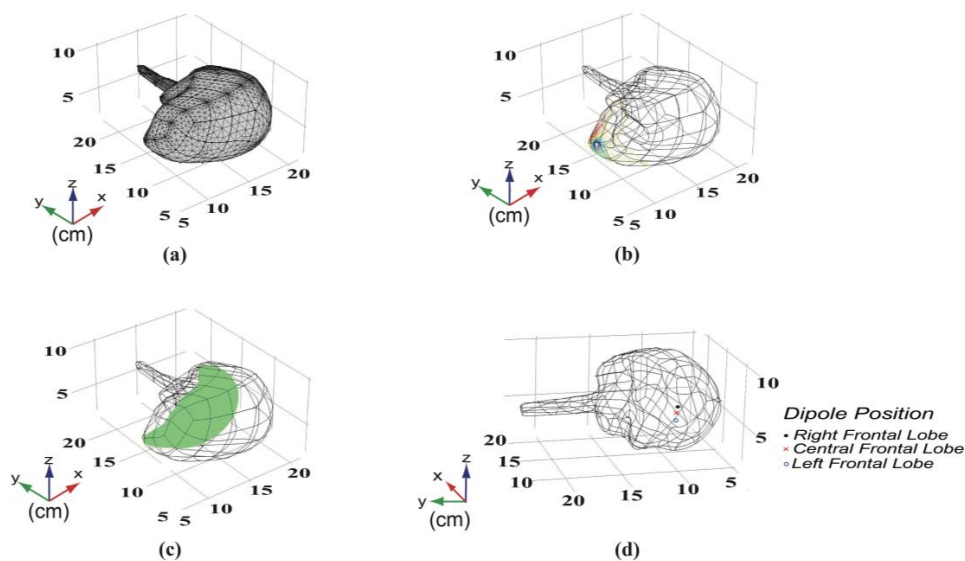 10
5
20
15
10
5
5
10
15
20
z
y
x
(cm)
(a)
10
5
20
15
10
5
5
10
15
20
z
y
x
(cm)
(b)
10
5
20
15
10
5
5
10
15
20
z
y
x
(cm)
(c)
10
5
20
15
10
20
15
10
5
z
x
y
(cm)
(d)
Dipole Position
• Right Frontal Lobe
× Central Frontal Lobe
○ Left Frontal Lobe